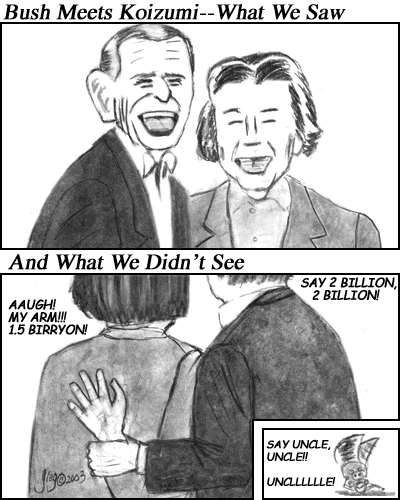 Bush Meets Koizumi--What We Saw
And What We Didn't See
AAUGH!
MY ARM!!!
1.5 BIRRYON!
SAY 2 BILLION,
2 BILLION!
SAY UNCLE,
UNCLE!!
UNCLLLLLLE!
©2003